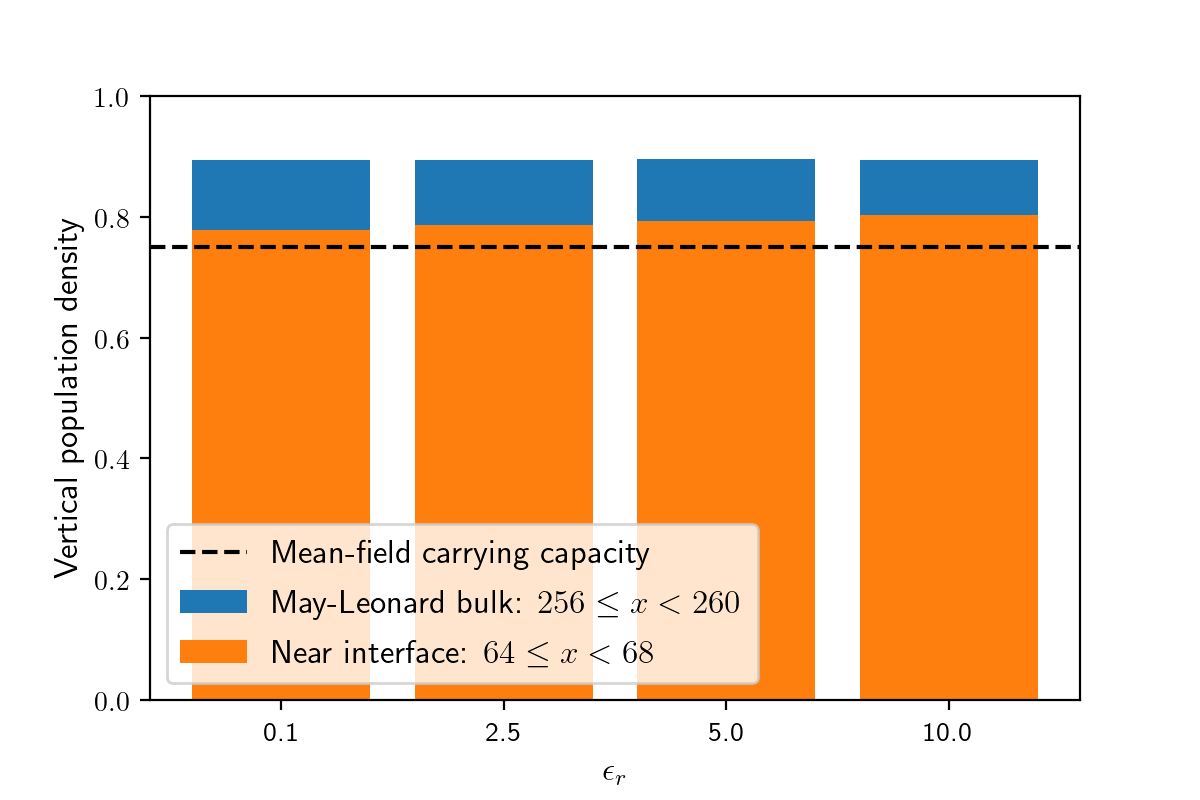 1.0
0.8
0.6
0.4
0.2
0.0
Vertical population density
Mean-field carrying capacity
May-Leonard bulk: 256 ≤ x < 260
Near interface: 64 ≤ x < 68
0.1 2.5 5.0 10.0
ϵ_r